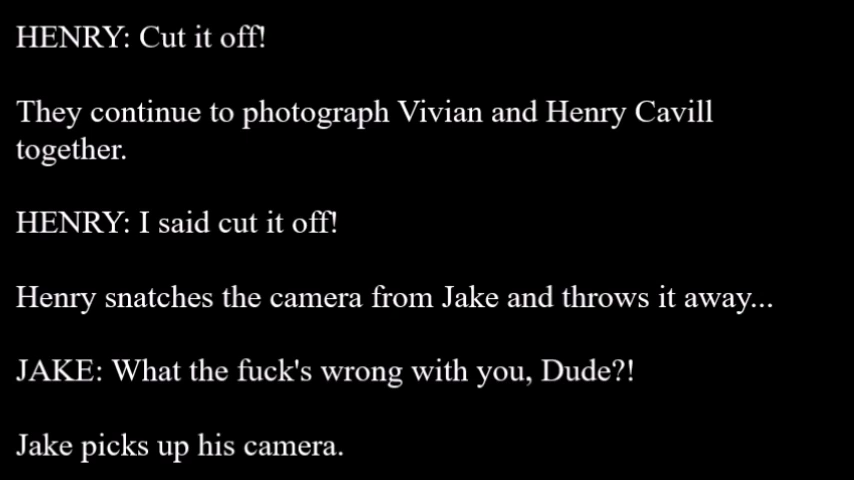 HENRY: Cut it off!
They continue to photograph Vivian and Henry Cavill
together.
HENRY: I said cut it off!
Henry snatches the camera from Jake and throws it away...
JAKE: What the fuck's wrong with you, Dude?!
Jake picks up his camera.